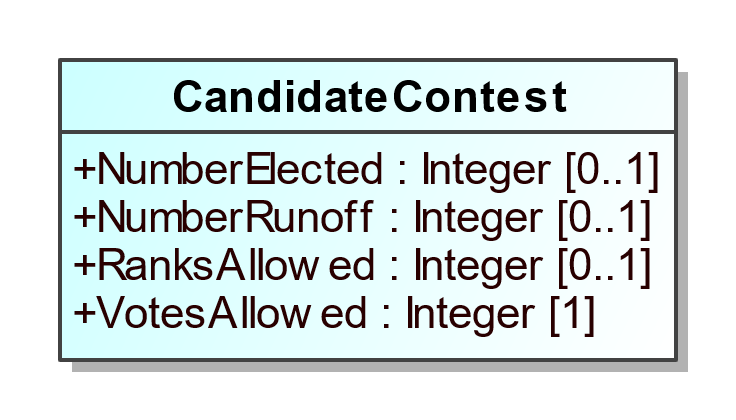 CandidateContest
+NumberElected : Integer [0..1]
+NumberRunoff : Integer [0..1]
+RanksAllowed : Integer [0..1]
+VotesAllowed : Integer [1]